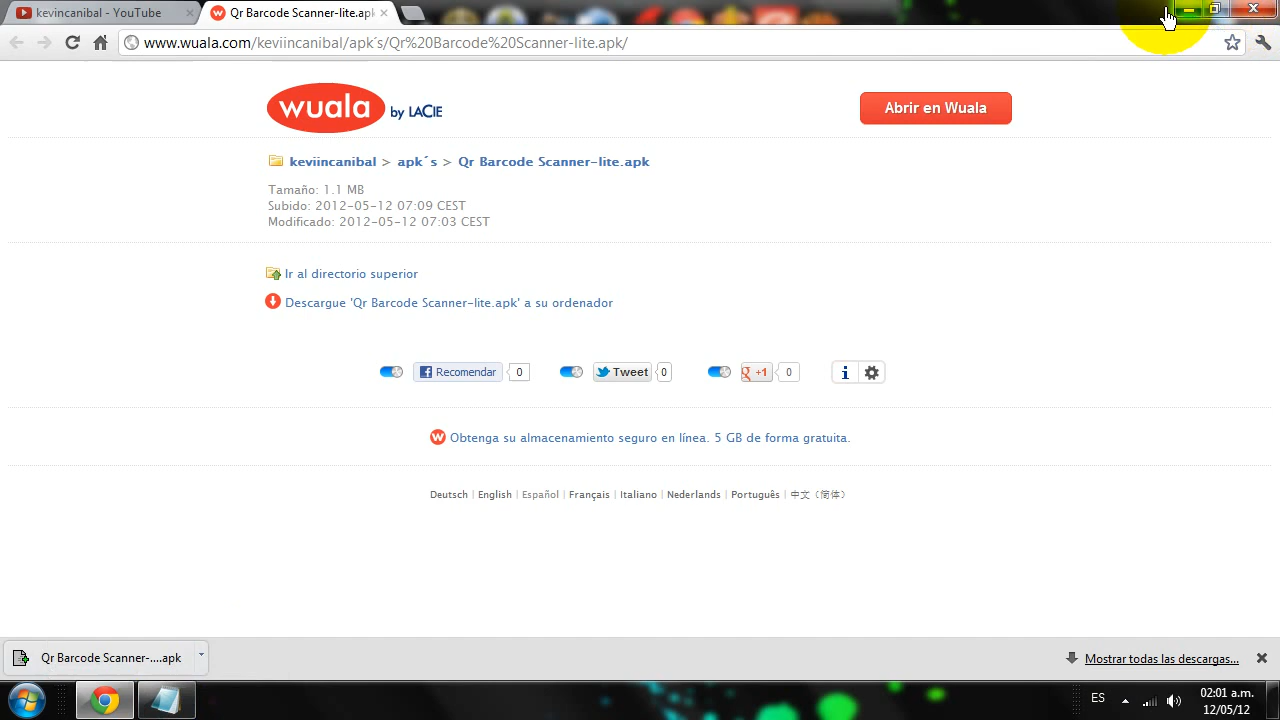 kevincanibal - YouTube
Qr Barcode Scanner-lite.apk
www.wuala.com/keviincanibal/apk´s/Qr%20Barcode%20Scanner-lite.apk/
wuala by LACIE
Abrir en Wuala
keviincanibal > apk´s > Qr Barcode Scanner-lite.apk
Tamaño: 1.1 MB
Subido: 2012-05-12 07:09 CEST
Modificado: 2012-05-12 07:03 CEST
Ir al directorio superior
Descargue 'Qr Barcode Scanner-lite.apk' a su ordenador
Recomendar 0 Tweet 0 +1 0
Obtenga su almacenamiento seguro en línea. 5 GB de forma gratuita.
Deutsch | English | Español | Français | Italiano | Nederlands | Português | 中文（简体）
Qr Barcode Scanner-....apk
Mostrar todas las descargas...
ES
02:01 a.m.
12/05/12